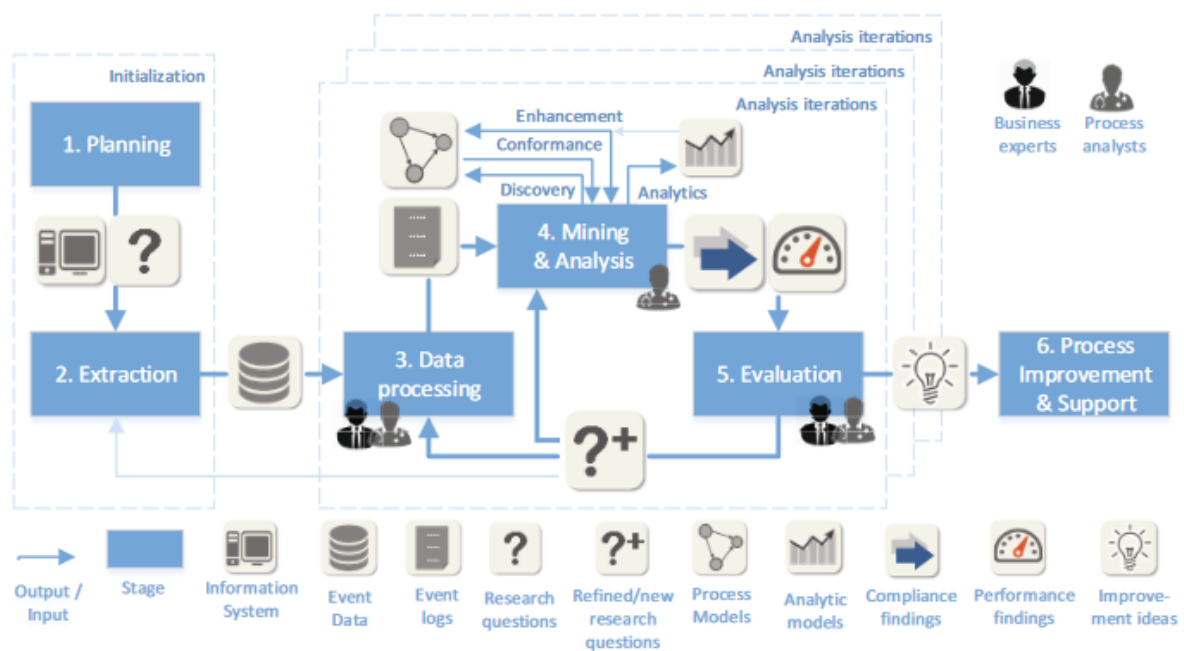 Analysis iterations
Analysis iterations
Analysis iterations
Initialization
Business
experts
Process
analysts
1. Planning
?
2. Extraction
3. Data
processing
Enhancement
Conformance
Discovery
Analytics
4. Mining
& Analysis
5. Evaluation
?+
6. Process
Improvement
& Support
Output /
Input
Stage
Information
System
Event
Data
Event
logs
?
Research
questions
?+
Refined/new
research
questions
Process
Models
Analytic
models
Compliance
findings
Performance
findings
Improve-
ment ideas